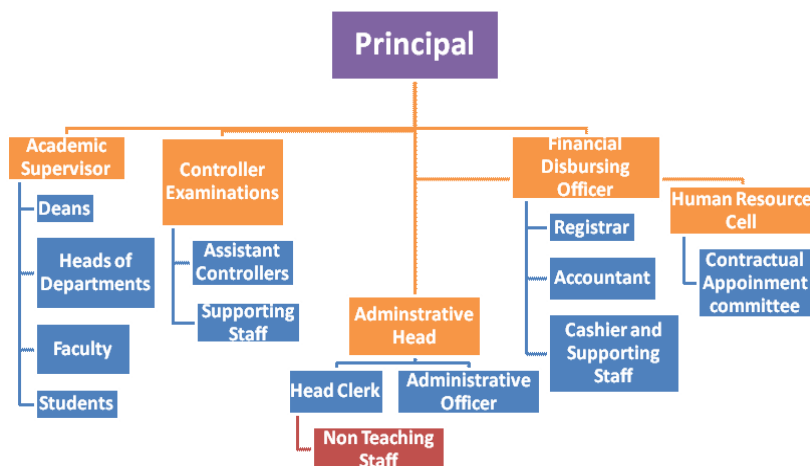 Principal
Academic
Supervisor
Deans
Heads of
Departments
Faculty
Students
Controller
Examinations
Assistant
Controllers
Supporting
Staff
Adminstrative
Head
Head Clerk
Administrative
Officer
Non Teaching
Staff
Financial
Disbursing
Officer
Registrar
Accountant
Cashier and
Supporting
Staff
Human Resource
Cell
Contractual
Appoinment
committee